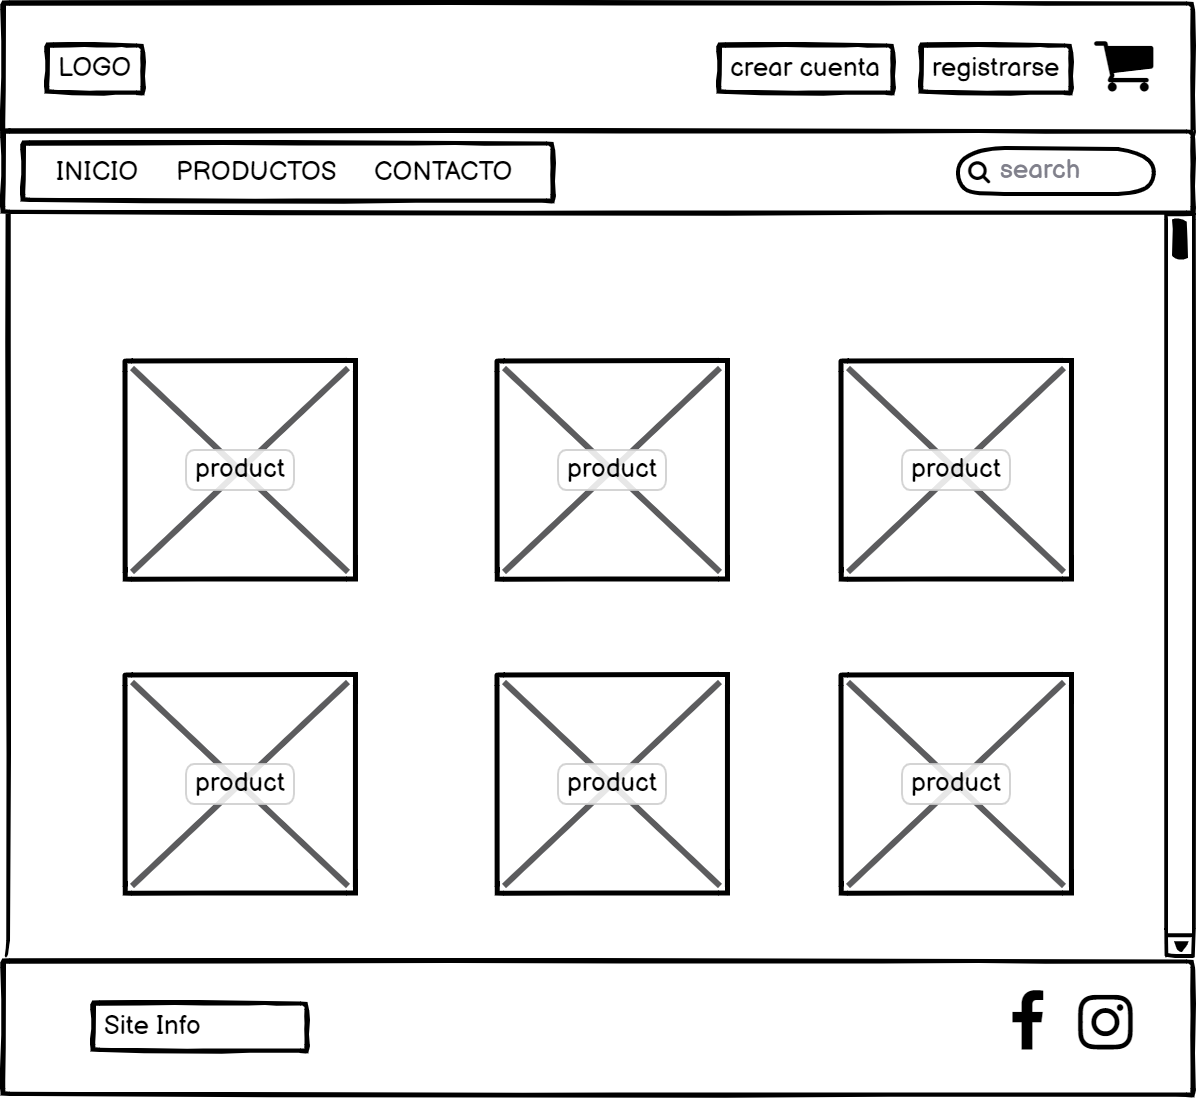 LOGO
crear cuenta
registrarse
INICIO PRODUCTOS CONTACTO
search
product
product
product
product
product
product
Site Info